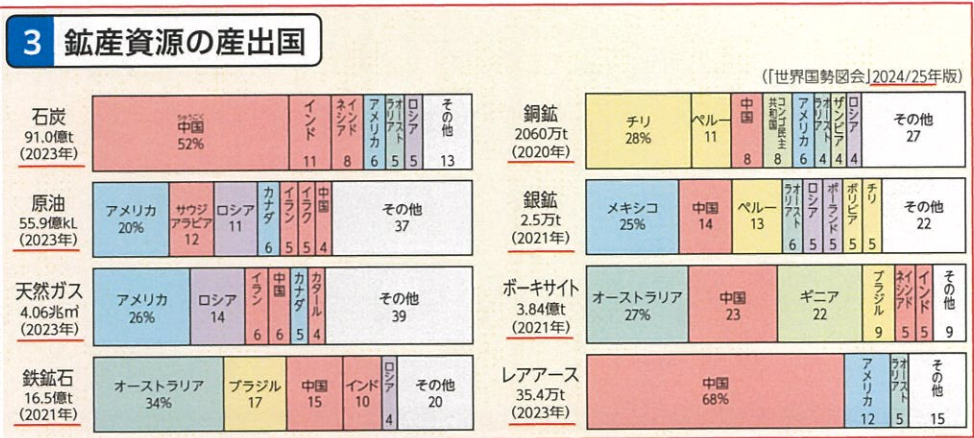 3 鉱産資源の産出国
(「世界国勢図会」2024/25年版)
石炭
91.0億t
(2023年)
ちゅうごく
中国
52%
インド
11
インドネシア
8
アメリカ
6
オーストラリア
5
ロシア
5
その他
13
原油
55.9億kL
(2023年)
アメリカ
20%
サウジアラビア
12
ロシア
11
カナダ
6
イラン
5
イラク
5
中国
4
その他
37
天然ガス
4.06兆㎥
(2023年)
アメリカ
26%
ロシア
14
イラン
6
中国
6
カナダ
5
カタール
4
その他
39
鉄鉱石
16.5億t
(2021年)
オーストラリア
34%
ブラジル
17
中国
15
インド
10
ロシア
4
その他
20
銅鉱
2060万t
(2020年)
チリ
28%
ペルー
11
中国
8
コンゴ民主共和国
8
アメリカ
6
オーストラリア
4
ザンビア
4
ロシア
4
その他
27
銀鉱
2.5万t
(2021年)
メキシコ
25%
中国
14
ペルー
13
オーストラリア
6
ロシア
5
ポーランド
5
ボリビア
5
チリ
5
その他
22
ボーキサイト
3.84億t
(2021年)
オーストラリア
27%
中国
23
ギニア
22
ブラジル
9
インドネシア
5
インド
5
その他
9
レアアース
35.4万t
(2023年)
中国
68%
アメリカ
12
オーストラリア
5
その他
15